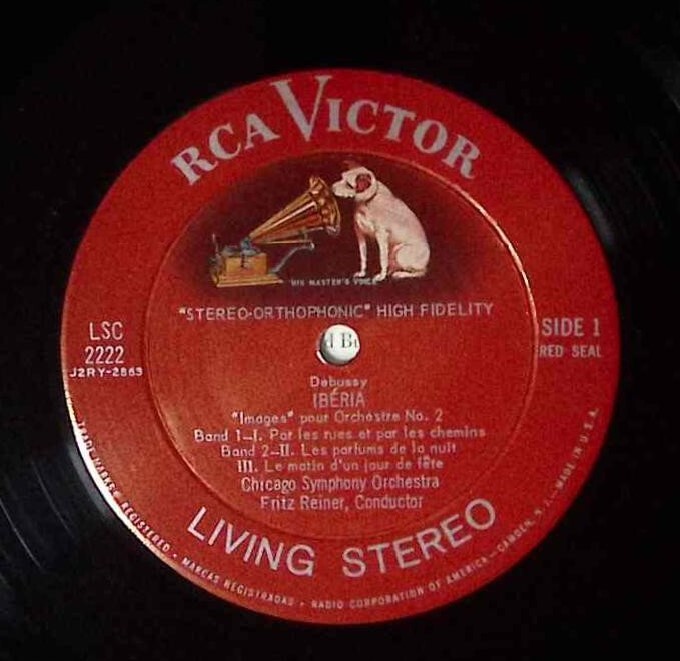 RCA VICTOR
HIS MASTER'S VOICE
"STEREO-ORTHOPHONIC" HIGH FIDELITY
LSC
2222
J2RY-2863
SIDE 1
RED SEAL
Debussy
IBÉRIA
"Images" pour Orchestre No. 2
Band 1-I. Par les rues et par les chemins
Band 2-II. Les parfums de la nuit
III. Le matin d'un jour de fête
Chicago Symphony Orchestra
Fritz Reiner, Conductor
LIVING STEREO
TRADE MARKS ® REGISTERED • MARCAS REGISTRADAS • RADIO CORPORATION OF AMERICA—CAMDEN, N. J.—MADE IN U.S.A.